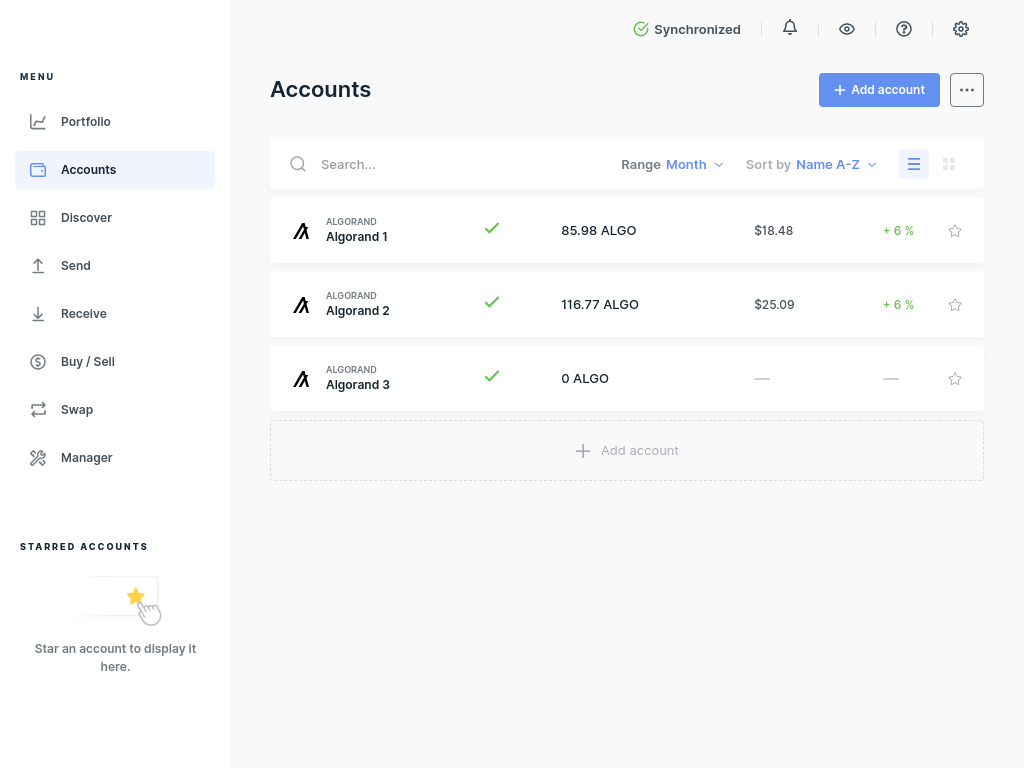 Synchronized
MENU
Portfolio
Accounts
Discover
Send
Receive
Buy / Sell
Swap
Manager
STARRED ACCOUNTS
Star an account to display it
here.
Accounts
Add account
Search...
Range Month
Sort by Name A-Z
ALGORAND
Algorand 1
85.98 ALGO
$18.48
+ 6 %
ALGORAND
Algorand 2
116.77 ALGO
$25.09
+ 6 %
ALGORAND
Algorand 3
0 ALGO
—
—
Add account